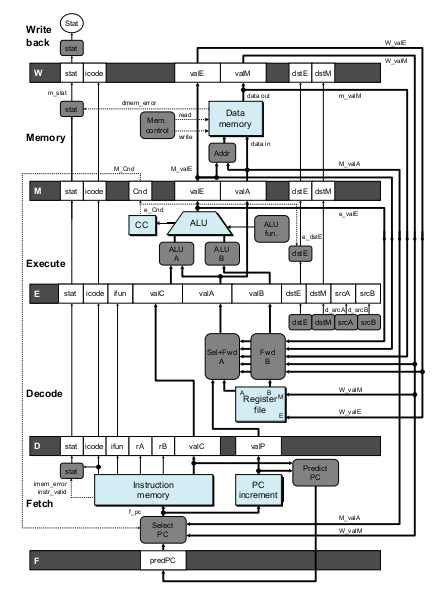 Write
back
Stat
stat
W_valE
W_valM
W
stat
icode
valE
valM
dstE
dstM
m_stat
data out
m_valM
dmem_error
stat
Mem.
control
read
write
Data
memory
Memory
data in
Addr
M_Cnd
M_valE
M_valA
M
stat
icode
Cnd
valE
valA
dstE
dstM
e_Cnd
e_valE
CC
ALU
ALU
fun.
e_dstE
ALU
A
ALU
B
dstE
Execute
E
stat
icode
ifun
valC
valA
valB
dstE
dstM
srcA
srcB
d_srcA
d_srcB
dstE
dstM
srcA
srcB
Sel+Fwd
A
Fwd
B
Decode
A
B
M
Register
file
E
W_valM
W_valE
D
stat
icode
ifun
rA
rB
valC
valP
stat
imem_error
instr_valid
Instruction
memory
PC
increment
Predict
PC
Fetch
f_pc
Select
PC
M_valA
W_valM
F
predPC